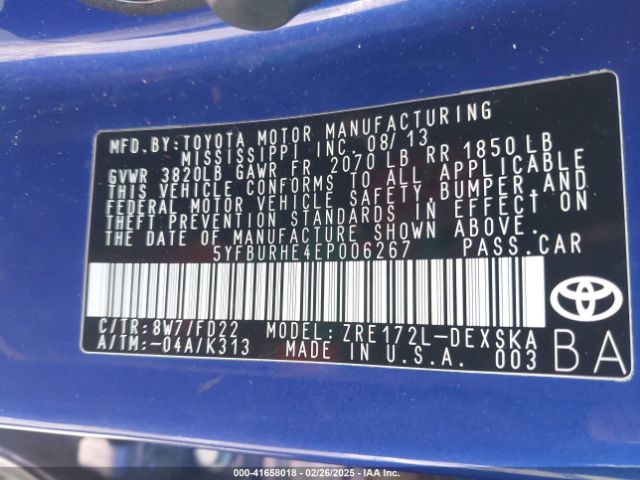 MFD.BY:TOYOTA MOTOR MANUFACTURING
MISSISSIPPI INC. 08/13
GVWR 3820LB GAWR FR 2070 LB RR 1850 LB
THIS VEHICLE CONFORMS TO ALL APPLICABLE
FEDERAL MOTOR VEHICLE SAFETY,BUMPER,AND
THEFT PREVENTION STANDARDS IN EFFECT ON
THE DATE OF MANUFACTURE SHOWN ABOVE.
5YFBURHE4EP006267 PASS.CAR
C/TR:8W7/FD22 MODEL:ZRE172L-DEXSKA
A/TM:-04A/K313 MADE IN U.S.A. 003
BA
000-41658018 - 02/26/2025 - IAAI.COM